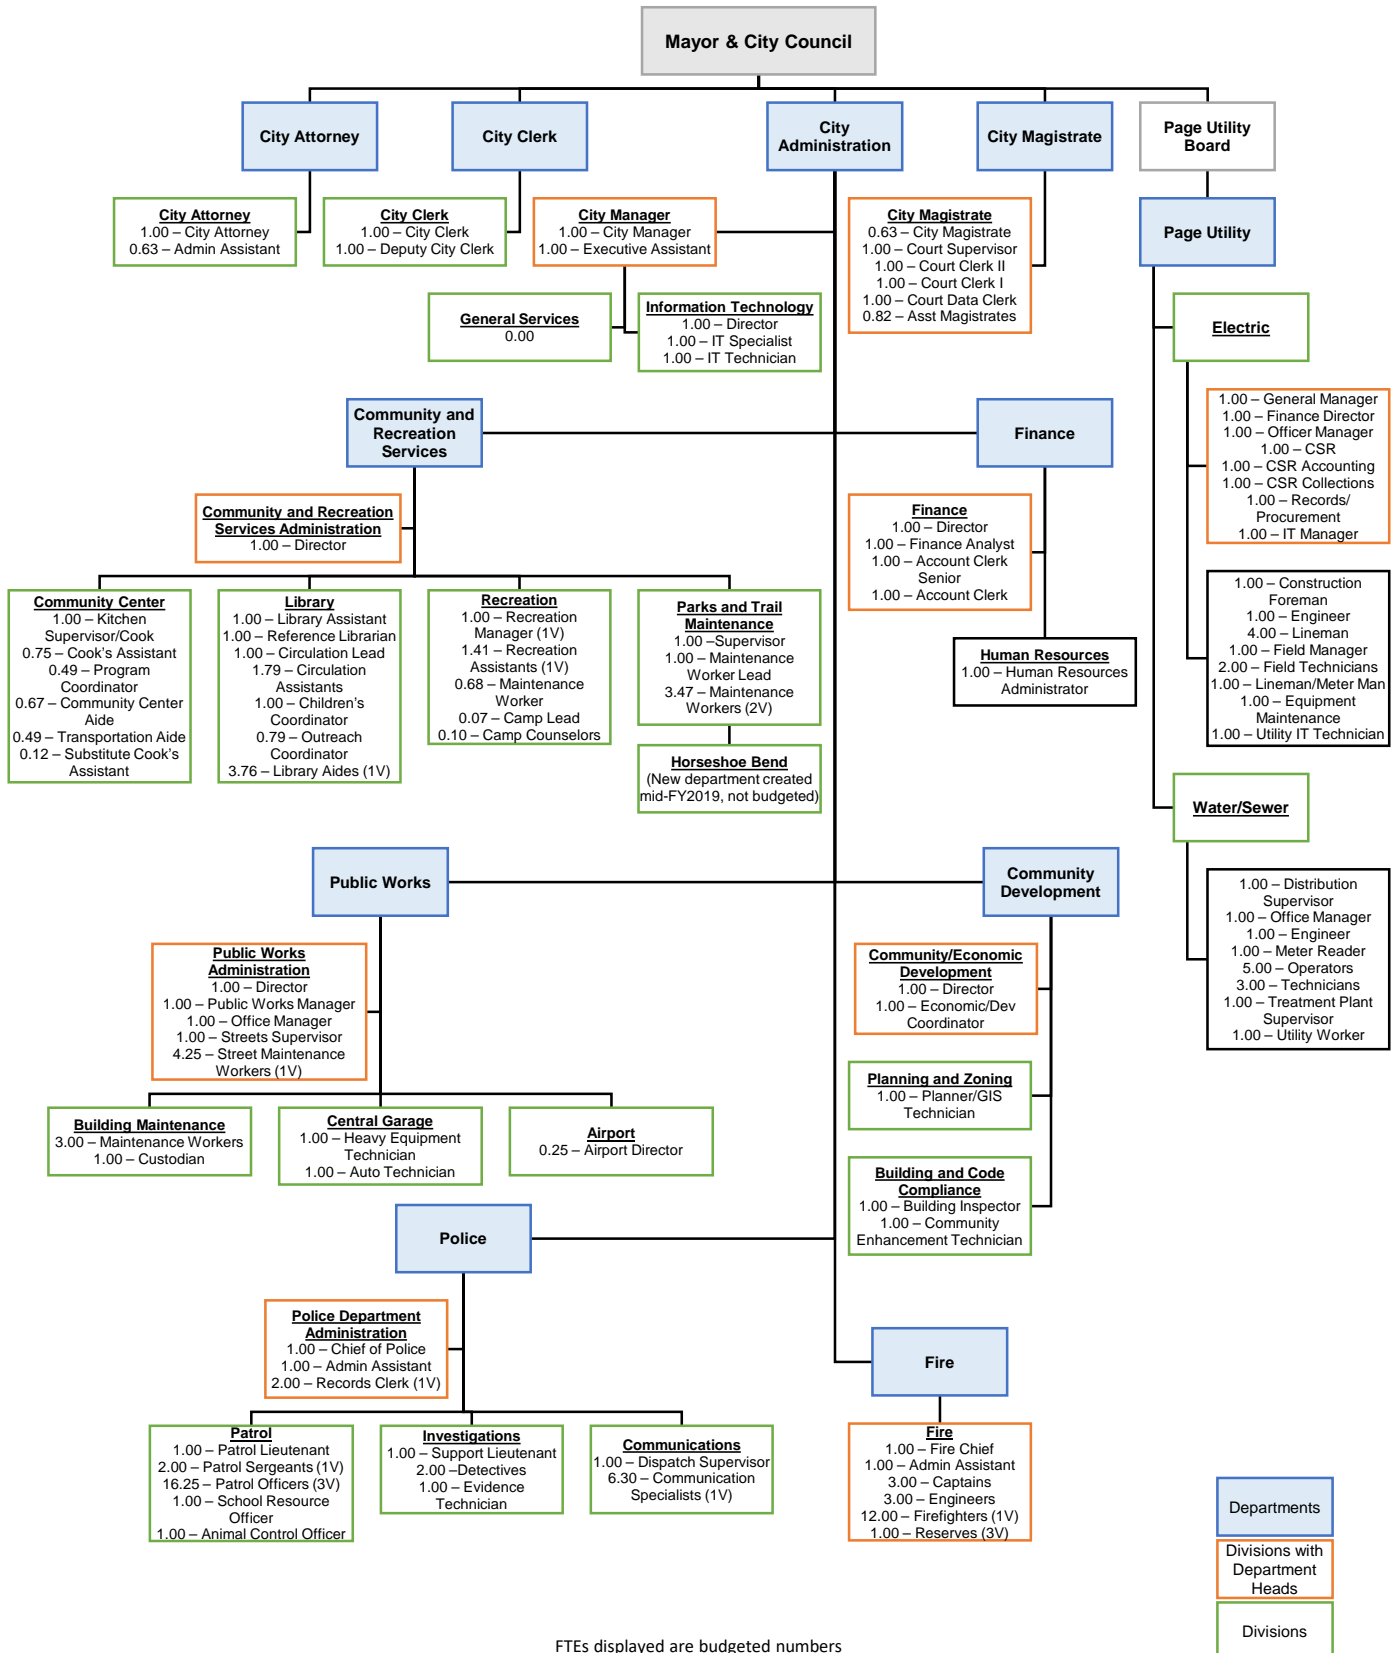 Mayor & City Council
City Attorney
City Clerk
City
Administration
City Magistrate
Page Utility
Board
City Attorney
1.00 – City Attorney
0.63 – Admin Assistant
City Clerk
1.00 – City Clerk
1.00 – Deputy City Clerk
City Manager
1.00 – City Manager
1.00 – Executive Assistant
City Magistrate
0.63 – City Magistrate
1.00 – Court Supervisor
1.00 – Court Clerk II
1.00 – Court Clerk I
1.00 – Court Data Clerk
0.82 – Asst Magistrates
Page Utility
General Services
0.00
Information Technology
1.00 – Director
1.00 – IT Specialist
1.00 – IT Technician
Electric
1.00 – General Manager
1.00 – Finance Director
1.00 – Officer Manager
1.00 – CSR
1.00 – CSR Accounting
1.00 – CSR Collections
1.00 – Records/
Procurement
1.00 – IT Manager
Community and
Recreation
Services
Finance
Community and Recreation
Services Administration
1.00 – Director
Finance
1.00 – Director
1.00 – Finance Analyst
1.00 – Account Clerk
Senior
1.00 – Account Clerk
Community Center
1.00 – Kitchen
Supervisor/Cook
0.75 – Cook's Assistant
0.49 – Program
Coordinator
0.67 – Community Center
Aide
0.49 – Transportation Aide
0.12 – Substitute Cook's
Assistant
Library
1.00 – Library Assistant
1.00 – Reference Librarian
1.00 – Circulation Lead
1.79 – Circulation
Assistants
1.00 – Children's
Coordinator
0.79 – Outreach
Coordinator
3.76 – Library Aides (1V)
Recreation
1.00 – Recreation
Manager (1V)
1.41 – Recreation
Assistants (1V)
0.68 – Maintenance
Worker
0.07 – Camp Lead
0.10 – Camp Counselors
Parks and Trail
Maintenance
1.00 –Supervisor
1.00 – Maintenance
Worker Lead
3.47 – Maintenance
Workers (2V)
Horseshoe Bend
(New department created
mid-FY2019, not budgeted)
Human Resources
1.00 – Human Resources
Administrator
1.00 – Construction
Foreman
1.00 – Engineer
4.00 – Lineman
1.00 – Field Manager
2.00 – Field Technicians
1.00 – Lineman/Meter Man
1.00 – Equipment
Maintenance
1.00 – Utility IT Technician
Water/Sewer
1.00 – Distribution
Supervisor
1.00 – Office Manager
1.00 – Engineer
1.00 – Meter Reader
5.00 – Operators
3.00 – Technicians
1.00 – Treatment Plant
Supervisor
1.00 – Utility Worker
Public Works
Community
Development
Public Works
Administration
1.00 – Director
1.00 – Public Works Manager
1.00 – Office Manager
1.00 – Streets Supervisor
4.25 – Street Maintenance
Workers (1V)
Community/Economic
Development
1.00 – Director
1.00 – Economic/Dev
Coordinator
Planning and Zoning
1.00 – Planner/GIS
Technician
Building Maintenance
3.00 – Maintenance Workers
1.00 – Custodian
Central Garage
1.00 – Heavy Equipment
Technician
1.00 – Auto Technician
Airport
0.25 – Airport Director
Building and Code
Compliance
1.00 – Building Inspector
1.00 – Community
Enhancement Technician
Police
Police Department
Administration
1.00 – Chief of Police
1.00 – Admin Assistant
2.00 – Records Clerk (1V)
Fire
Patrol
1.00 – Patrol Lieutenant
2.00 – Patrol Sergeants (1V)
16.25 – Patrol Officers (3V)
1.00 – School Resource
Officer
1.00 – Animal Control Officer
Investigations
1.00 – Support Lieutenant
2.00 –Detectives
1.00 – Evidence
Technician
Communications
1.00 – Dispatch Supervisor
6.30 – Communication
Specialists (1V)
Fire
1.00 – Fire Chief
1.00 – Admin Assistant
3.00 – Captains
3.00 – Engineers
12.00 – Firefighters (1V)
1.00 – Reserves (3V)
Departments
Divisions with
Department
Heads
Divisions
FTEs displayed are budgeted numbers